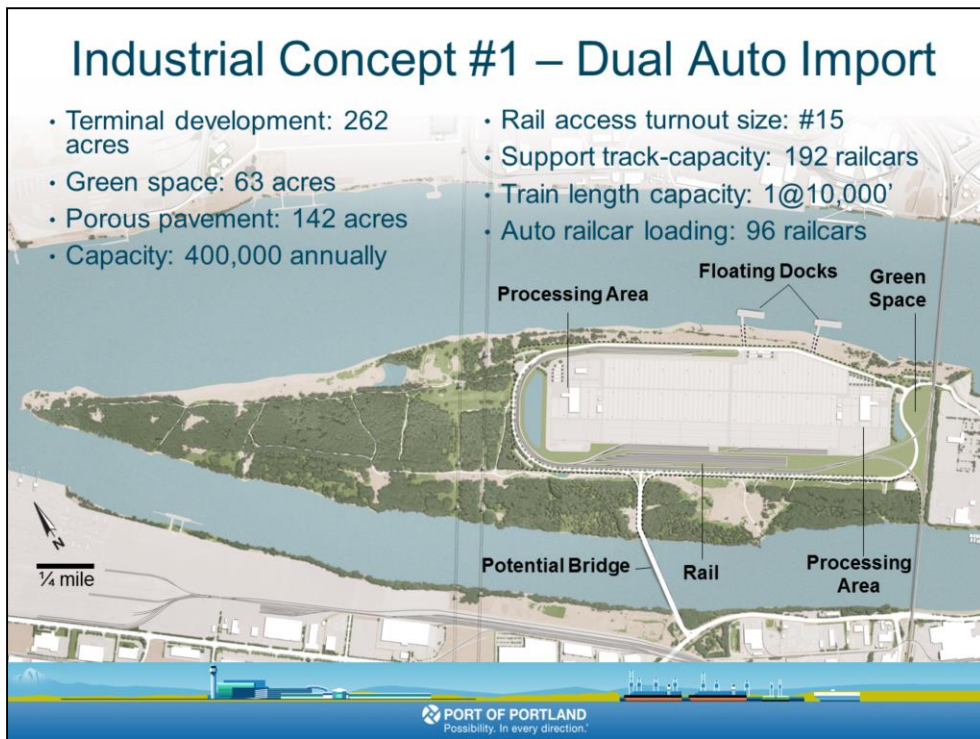 Industrial Concept #1 – Dual Auto Import
• Terminal development: 262
acres
• Green space: 63 acres
• Porous pavement: 142 acres
• Capacity: 400,000 annually
• Rail access turnout size: #15
• Support track-capacity: 192 railcars
• Train length capacity: 1@10,000’
• Auto railcar loading: 96 railcars
Floating Docks
Green
Space
Processing Area
N
¼ mile
Potential Bridge
Rail
Processing
Area
PORT OF PORTLAND
Possibility. In every direction.